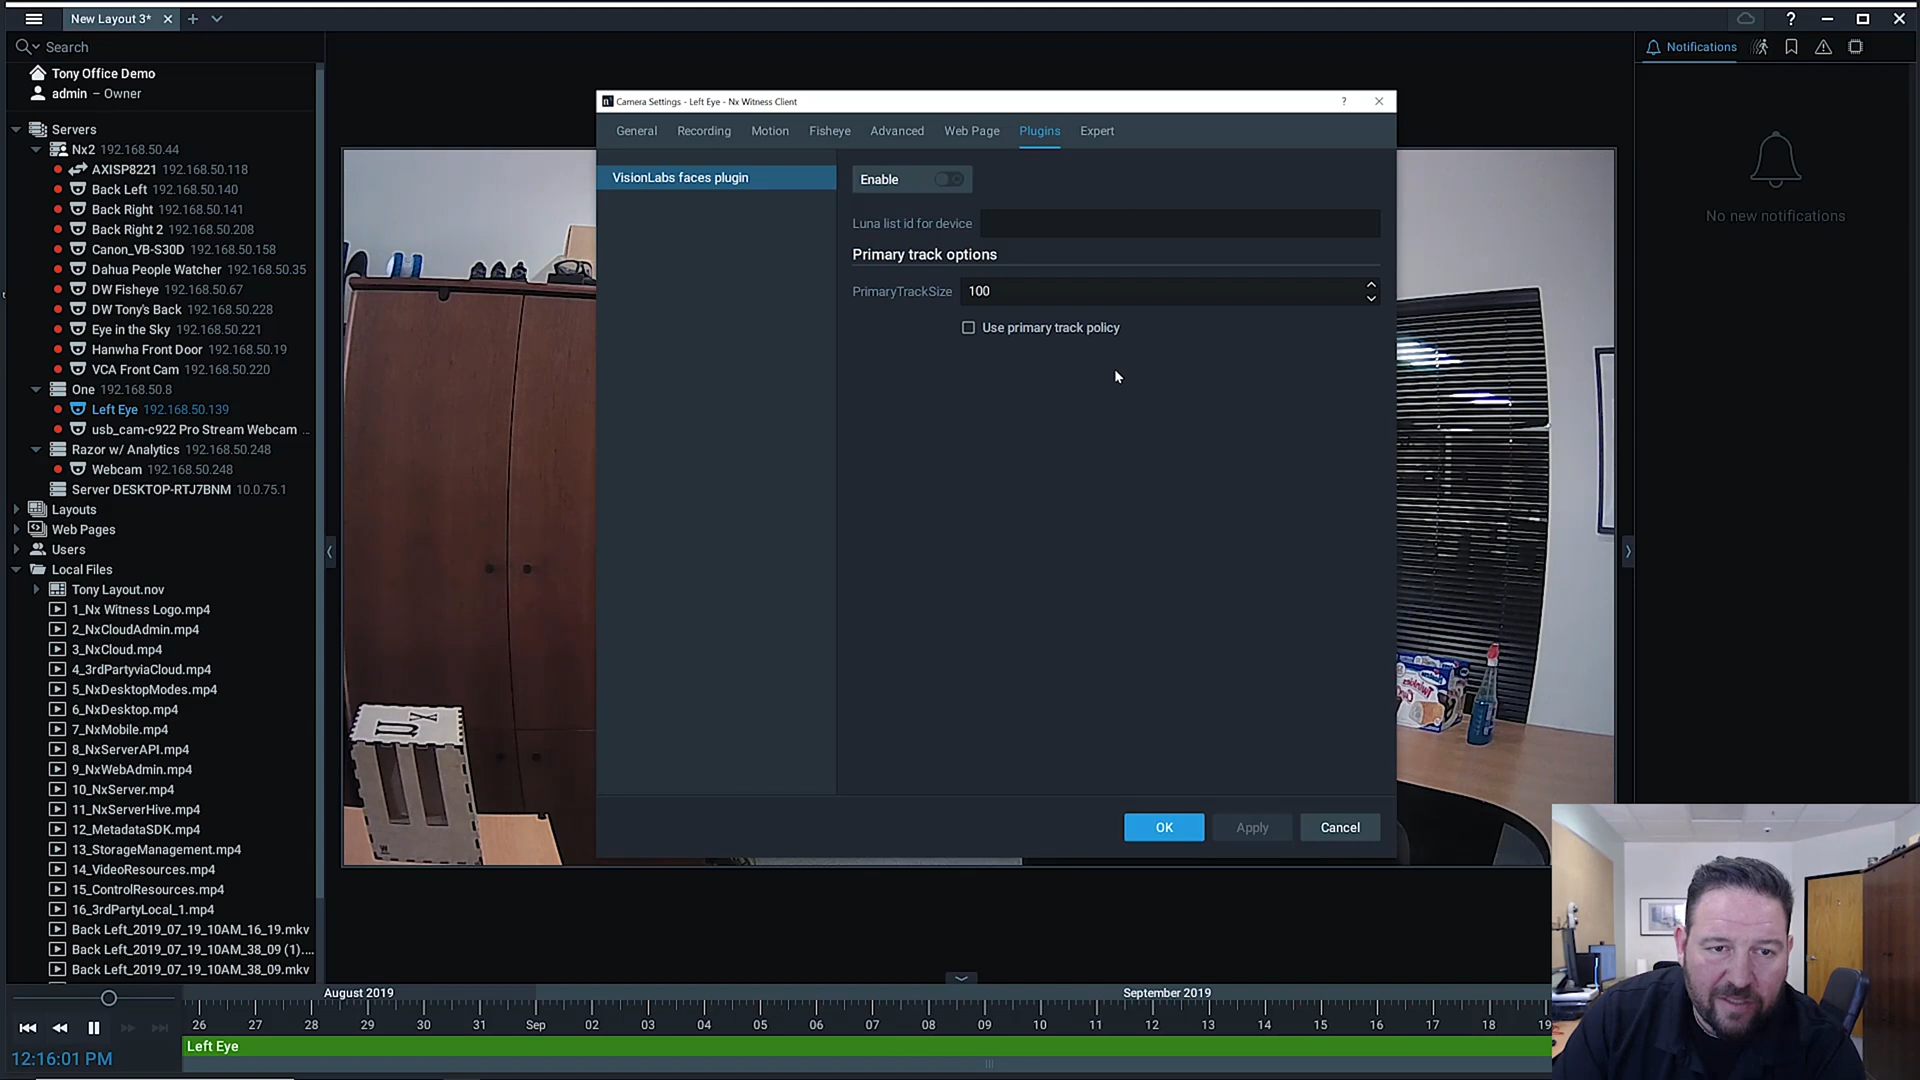 New Layout 3*
Search
Tony Office Demo
admin – Owner
Servers
Nx2 192.168.50.44
AXISP8221 192.168.50.118
Back Left 192.168.50.140
Back Right 192.168.50.141
Back Right 2 192.168.50.208
Canon_VB-S30D 192.168.50.158
Dahua People Watcher 192.168.50.35
DW Fisheye 192.168.50.67
DW Tony's Back 192.168.50.228
Eye in the Sky 192.168.50.221
Hanwha Front Door 192.168.50.19
VCA Front Cam 192.168.50.220
One 192.168.50.8
Left Eye 192.168.50.139
usb_cam-c922 Pro Stream Webcam ...
Razor w/ Analytics 192.168.50.248
Webcam 192.168.50.248
Server DESKTOP-RTJ7BNM 10.0.75.1
Layouts
Web Pages
Users
Local Files
Tony Layout.nov
1_Nx Witness Logo.mp4
2_NxCloudAdmin.mp4
3_NxCloud.mp4
4_3rdPartyviaCloud.mp4
5_NxDesktopModes.mp4
6_NxDesktop.mp4
7_NxMobile.mp4
8_NxServerAPI.mp4
9_NxWebAdmin.mp4
10_NxServer.mp4
11_NxServerHive.mp4
12_MetadataSDK.mp4
13_StorageManagement.mp4
14_VideoResources.mp4
15_ControlResources.mp4
16_3rdPartyLocal_1.mp4
Back Left_2019_07_19_10AM_16_19.mkv
Back Left_2019_07_19_10AM_38_09 (1)....
Back Left_2019_07_19_10AM_38_09.mkv
Camera Settings - Left Eye - Nx Witness Client
?
General Recording Motion Fisheye Advanced Web Page Plugins Expert
VisionLabs faces plugin
Enable
Luna list id for device
Primary track options
PrimaryTrackSize 100
Use primary track policy
OK Apply Cancel
?
Notifications
No new notifications
August 2019 September 2019
26 27 28 29 30 31 Sep 02 03 04 05 06 07 08 09 10 11 12 13 14 15 16 17 18 19
12:16:01 PM
Left Eye